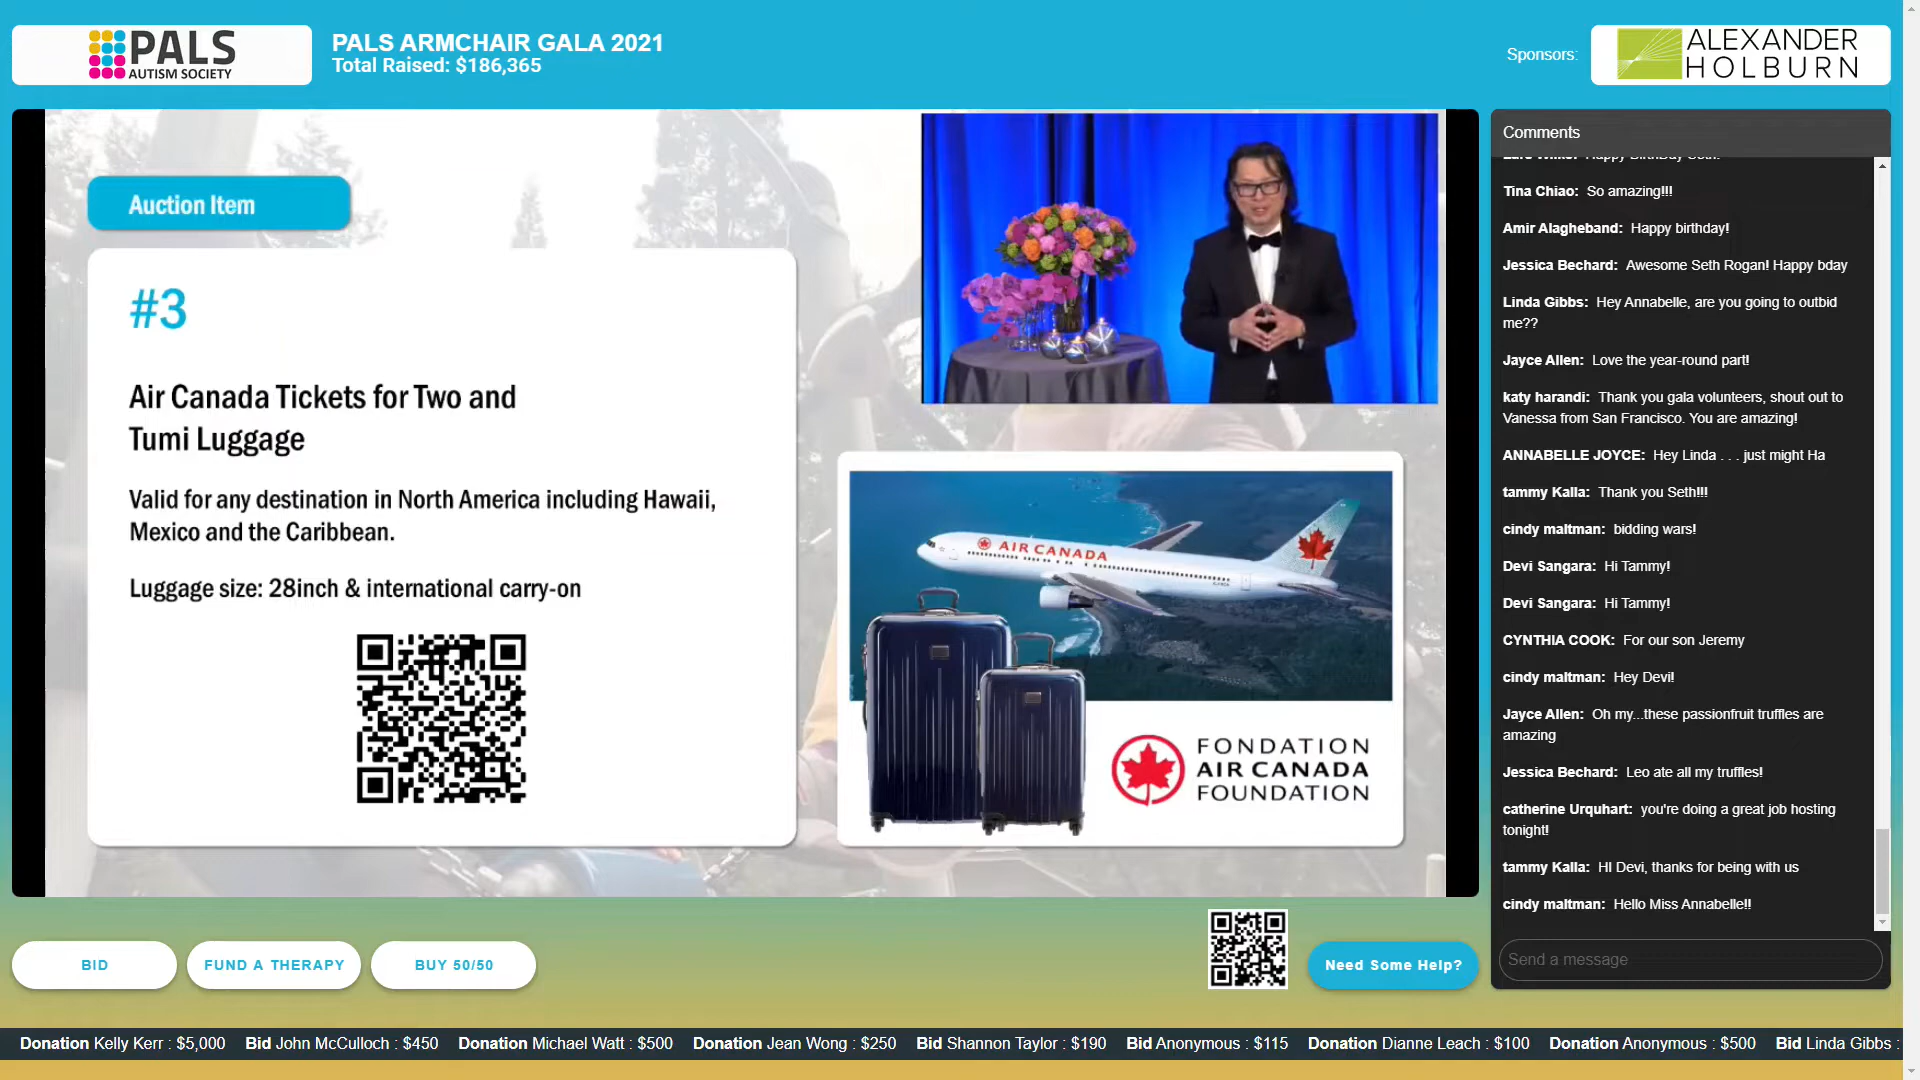 PALS
AUTISM SOCIETY
PALS ARMCHAIR GALA 2021
Total Raised: $186,365
Sponsors:
ALEXANDER
HOLBURN
Auction Item
#3
Air Canada Tickets for Two and
Tumi Luggage
Valid for any destination in North America including Hawaii,
Mexico and the Caribbean.
Luggage size: 28inch & international carry-on
AIR CANADA
FONDATION
AIR CANADA
FOUNDATION
Comments
Tina Chiao: So amazing!!!
Amir Alagheband: Happy birthday!
Jessica Bechard: Awesome Seth Rogan! Happy bday
Linda Gibbs: Hey Annabelle, are you going to outbid
me??
Jayce Allen: Love the year-round part!
katy harandi: Thank you gala volunteers, shout out to
Vanessa from San Francisco. You are amazing!
ANNABELLE JOYCE: Hey Linda . . . just might Ha
tammy Kalla: Thank you Seth!!!
cindy maltman: bidding wars!
Devi Sangara: Hi Tammy!
Devi Sangara: Hi Tammy!
CYNTHIA COOK: For our son Jeremy
cindy maltman: Hey Devi!
Jayce Allen: Oh my...these passionfruit truffles are
amazing
Jessica Bechard: Leo ate all my truffles!
catherine Urquhart: you're doing a great job hosting
tonight!
tammy Kalla: HI Devi, thanks for being with us
cindy maltman: Hello Miss Annabelle!!
Send a message
BID
FUND A THERAPY
BUY 50/50
Need Some Help?
Donation Kelly Kerr : $5,000 Bid John McCulloch : $450 Donation Michael Watt : $500 Donation Jean Wong : $250 Bid Shannon Taylor : $190 Bid Anonymous : $115 Donation Dianne Leach : $100 Donation Anonymous : $500 Bid Linda Gibbs :